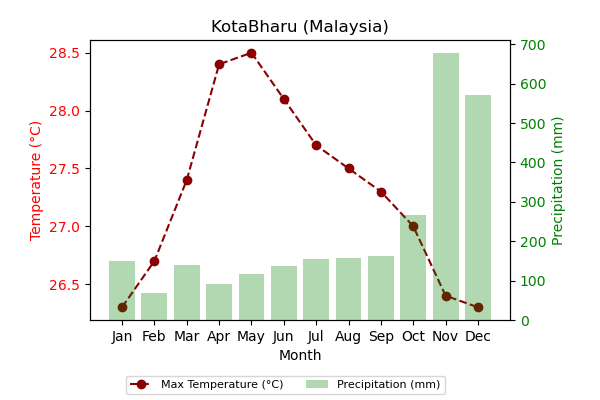 KotaBharu (Malaysia)
28.5
28.0
27.5
27.0
26.5
Temperature (°C)
700
600
500
400
300
200
100
0
Precipitation (mm)
Jan Feb Mar Apr May Jun Jul Aug Sep Oct Nov Dec
Month
Max Temperature (°C) Precipitation (mm)